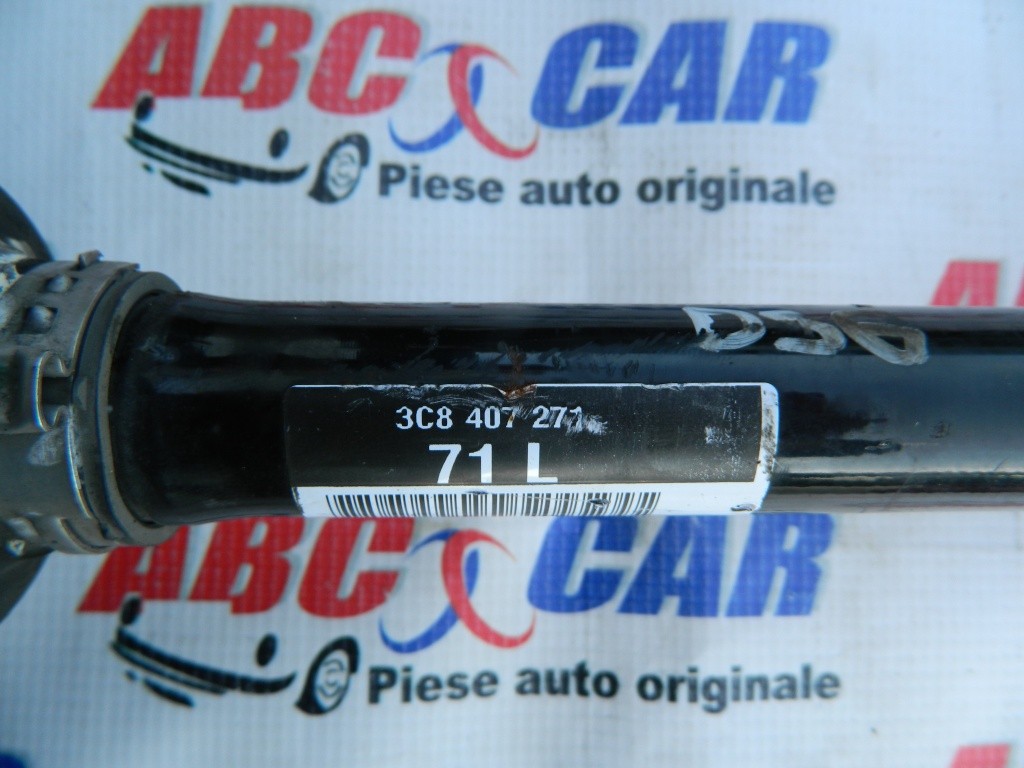 ABC CAR
Piese auto originale
3C8 407 271
71 L
ABC CAR
Piese auto originale